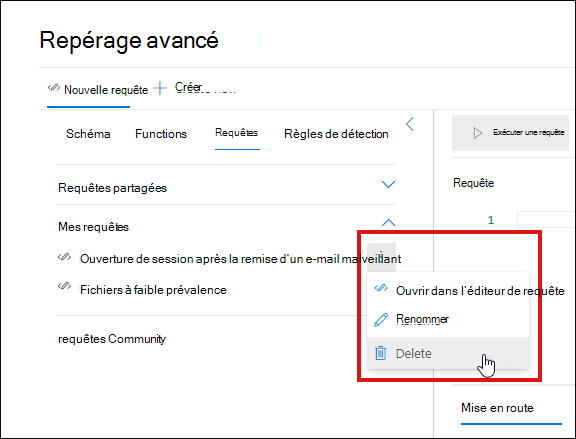 Repérage avancé
Nouvelle requête
Créer
Schéma
Functions
Requêtes
Règles de détection
Exécuter une requête
Requêtes partagées
Requête
Mes requêtes
1
Ouverture de session après la remise d'un e-mail malveillant
Fichiers à faible prévalence
Ouvrir dans l'éditeur de requête
Renommer
requêtes Community
Delete
Mise en route